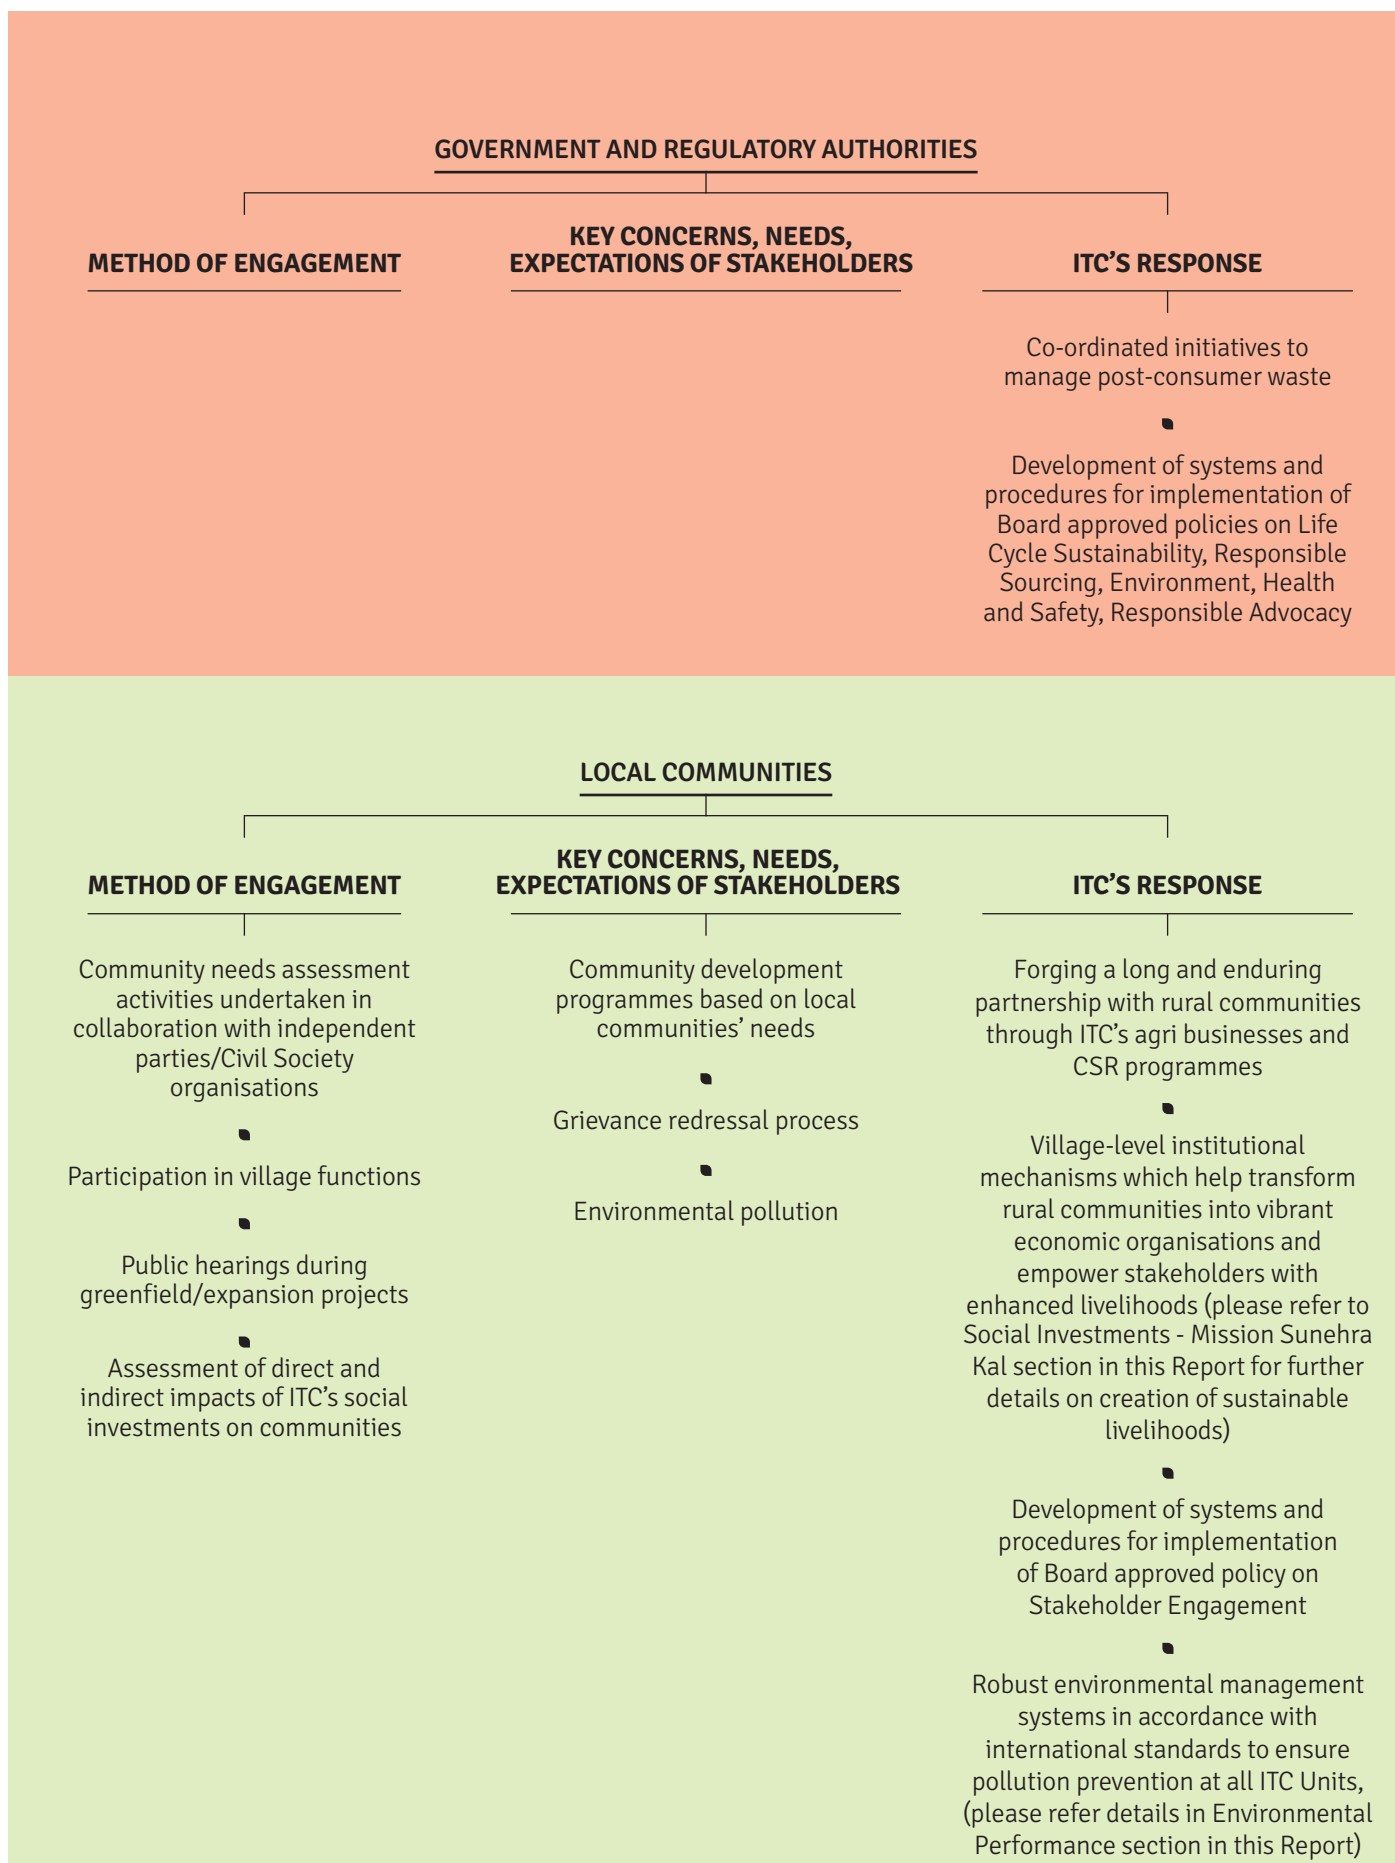 GOVERNMENT AND REGULATORY AUTHORITIES
METHOD OF ENGAGEMENT
KEY CONCERNS, NEEDS,
EXPECTATIONS OF STAKEHOLDERS
ITC’S RESPONSE
Co-ordinated initiatives to
manage post-consumer waste
Development of systems and
procedures for implementation of
Board approved policies on Life
Cycle Sustainability, Responsible
Sourcing, Environment, Health
and Safety, Responsible Advocacy
LOCAL COMMUNITIES
METHOD OF ENGAGEMENT
Community needs assessment
activities undertaken in
collaboration with independent
parties/Civil Society
organisations
Participation in village functions
Public hearings during
greenfield/expansion projects
Assessment of direct and
indirect impacts of ITC’s social
investments on communities
KEY CONCERNS, NEEDS,
EXPECTATIONS OF STAKEHOLDERS
Community development
programmes based on local
communities’ needs
Grievance redressal process
Environmental pollution
ITC’S RESPONSE
Forging a long and enduring
partnership with rural communities
through ITC’s agri businesses and
CSR programmes
Village-level institutional
mechanisms which help transform
rural communities into vibrant
economic organisations and
empower stakeholders with
enhanced livelihoods (please refer to
Social Investments - Mission Sunehra
Kal section in this Report for further
details on creation of sustainable
livelihoods)
Development of systems and
procedures for implementation
of Board approved policy on
Stakeholder Engagement
Robust environmental management
systems in accordance with
international standards to ensure
pollution prevention at all ITC Units,
(please refer details in Environmental
Performance section in this Report)